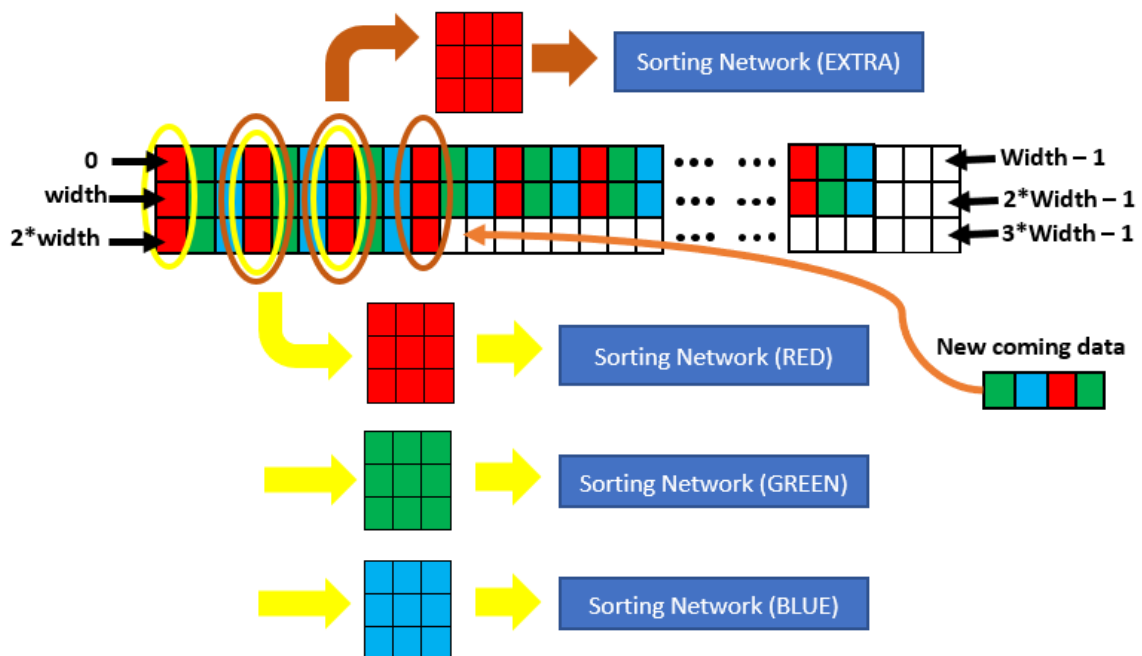 Sorting Network (EXTRA)
0
Width – 1
width
2*Width – 1
2*width
3*Width – 1
Sorting Network (RED)
New coming data
Sorting Network (GREEN)
Sorting Network (BLUE)